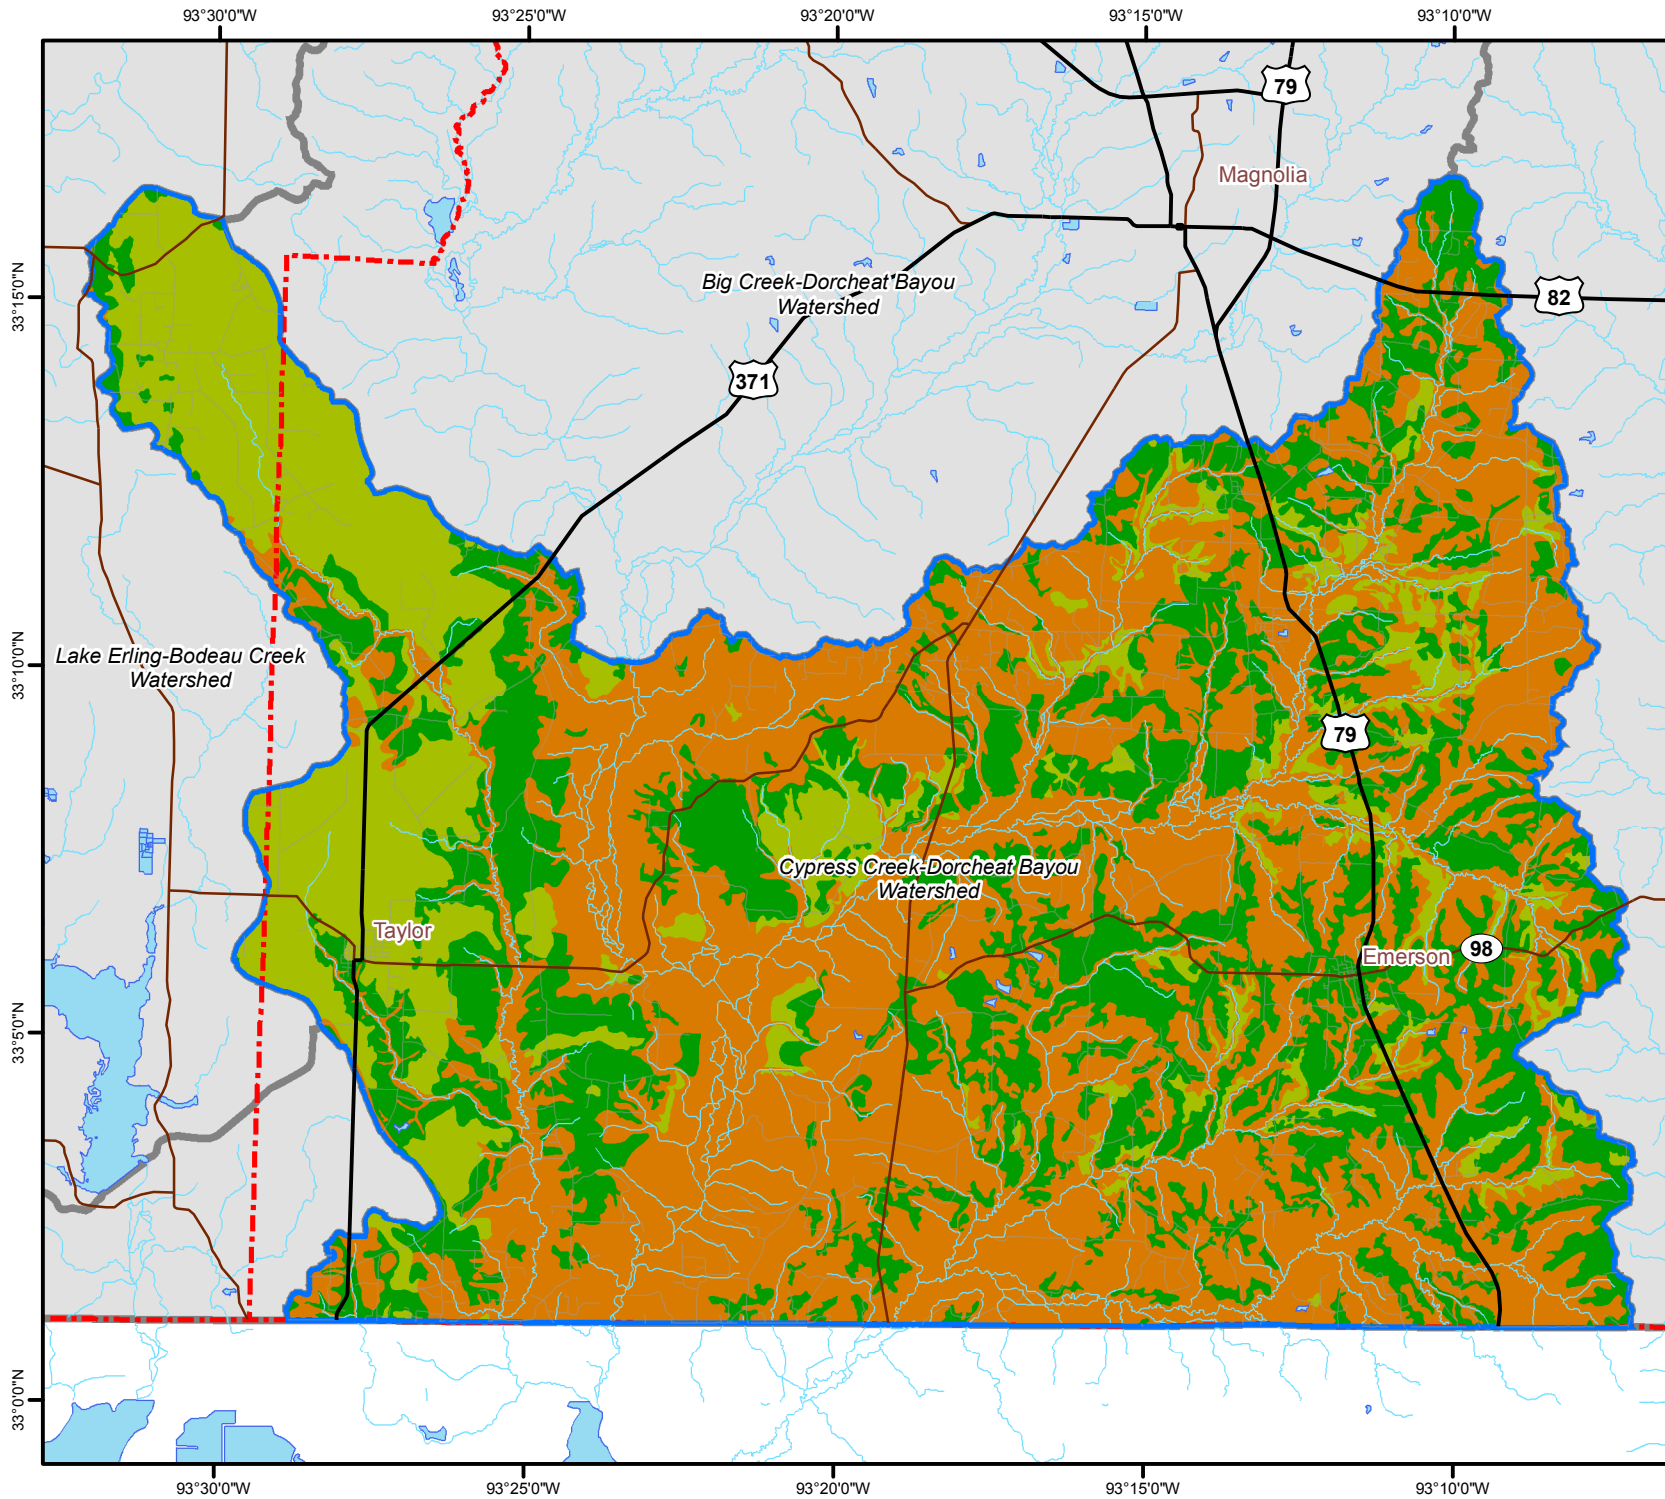 93°30'0"W
93°25'0"W
93°20'0"W
93°15'0"W
93°10'0"W
79
Magnolia
33°15'0"N
Big Creek-Dorcheat Bayou
Watershed
82
371
Lake Erling-Bodeau Creek
Watershed
33°10'0"N
79
Cypress Creek-Dorcheat Bayou
Watershed
Taylor
Emerson
98
33°5'0"N
33°0'0"N
93°30'0"W
93°25'0"W
93°20'0"W
93°15'0"W
93°10'0"W